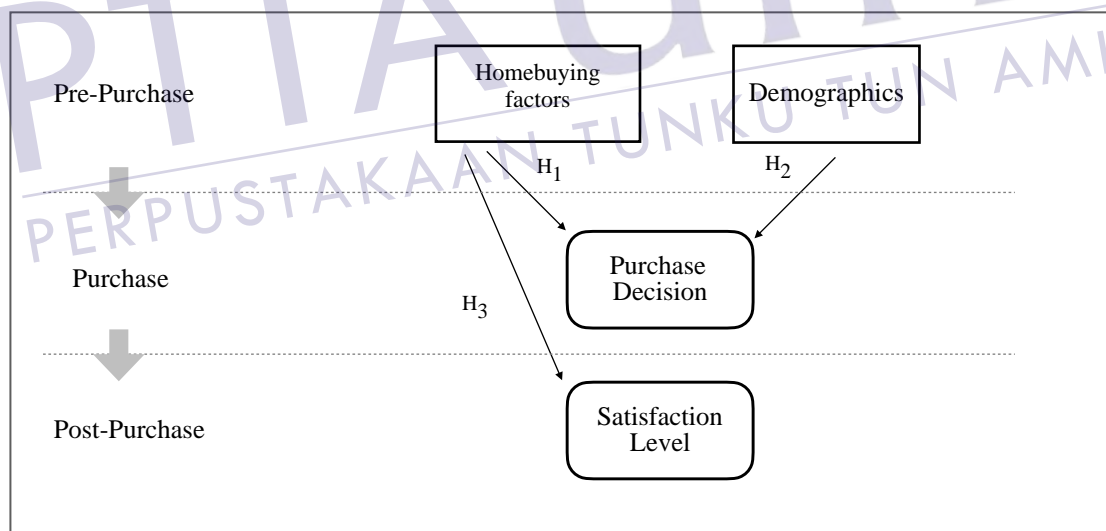 PTTA
PERPUSTAKAAN TUNKU TUN
Homebuying
factors
Demographics
Pre-Purchase
H1
H2
Purchase
Decision
Purchase
H3
Satisfaction
Level
Post-Purchase